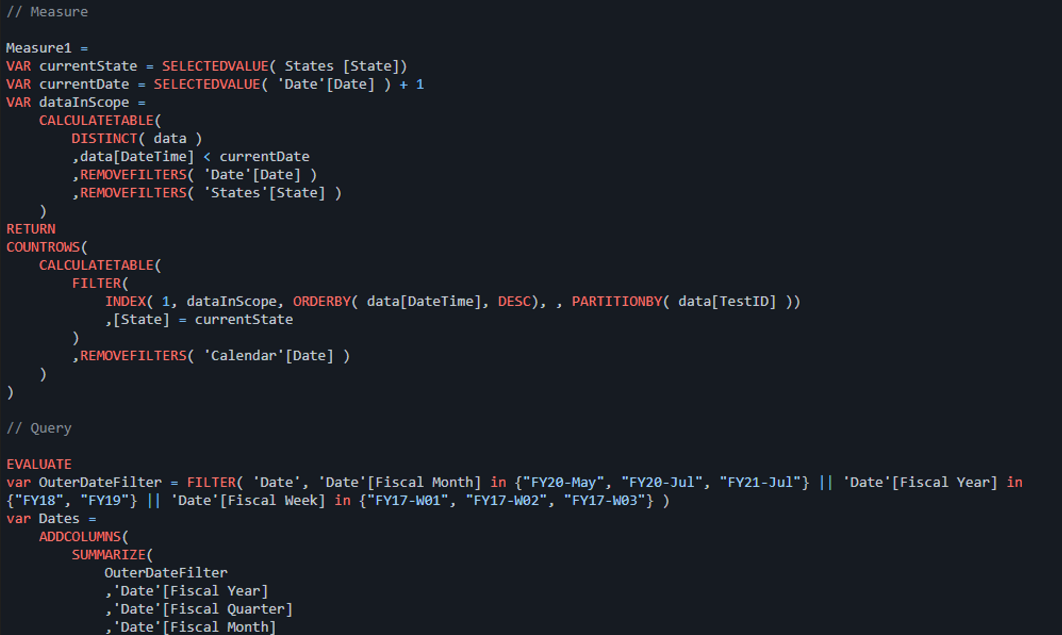 // Measure
Measure1 =
VAR currentState = SELECTEDVALUE( States [State])
VAR currentDate = SELECTEDVALUE( 'Date'[Date] ) + 1
VAR dataInScope =
CALCULATETABLE(
DISTINCT( data )
,data[DateTime] < currentDate
,REMOVEFILTERS( 'Date'[Date] )
,REMOVEFILTERS( 'States'[State] )
)
RETURN
COUNTROWS(
CALCULATETABLE(
FILTER(
INDEX( 1, dataInScope, ORDERBY( data[DateTime], DESC), , PARTITIONBY( data[TestID] ))
,[State] = currentState
)
,REMOVEFILTERS( 'Calendar'[Date] )
)
)
// Query
EVALUATE
var OuterDateFilter = FILTER( 'Date', 'Date'[Fiscal Month] in {"FY20-May", "FY20-Jul", "FY21-Jul"} || 'Date'[Fiscal Year] in
{"FY18", "FY19"} || 'Date'[Fiscal Week] in {"FY17-W01", "FY17-W02", "FY17-W03"} )
var Dates =
ADDCOLUMNS(
SUMMARIZE(
OuterDateFilter
,'Date'[Fiscal Year]
,'Date'[Fiscal Quarter]
,'Date'[Fiscal Month]